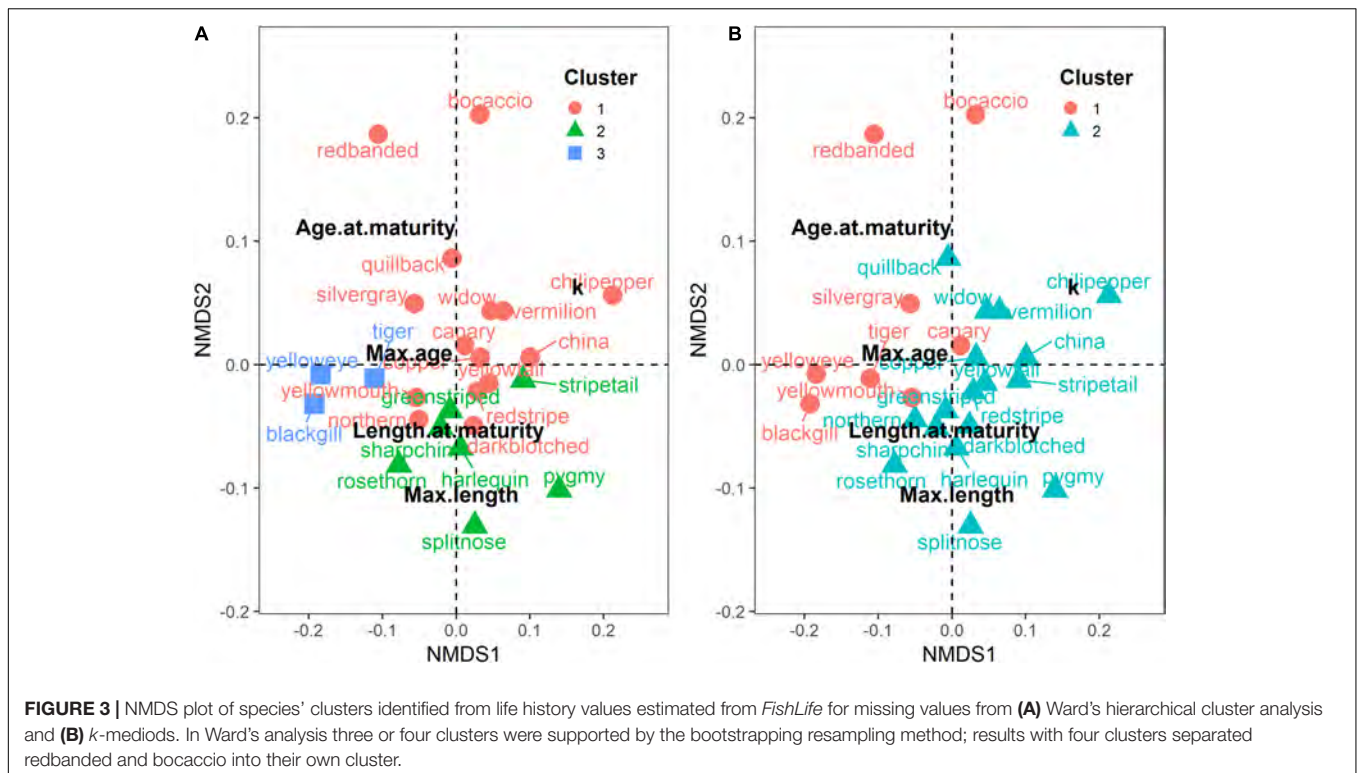 A
Cluster
1
2
3
bocaccio
redbanded
Age.at.maturity
quillback
chilipepper
k
silvergray
widow
vermilion
tiger
canary
china
Max.age
yelloweye
copper
yellowtail
yellowmouth
stripetail
greenstriped
northern
redstripe
blackgill
Length.at.maturity
sharpchin
darkblotched
rosethorn
harlequin
pygmy
Max.length
splitnose
0.2
0.1
0.0
-0.1
-0.2
NMDS2
-0.2 -0.1 0.0 0.1 0.2
NMDS1
B
Cluster
1
2
bocaccio
redbanded
Age.at.maturity
quillback
chilipepper
k
silvergray
widow
vermilion
tiger
canary
china
Max.age
yelloweye
copper
yellowtail
yellowmouth
stripetail
greenstriped
northern
redstripe
blackgill
Length.at.maturity
sharpchin
darkblotched
rosethorn
harlequin
pygmy
Max.length
splitnose
0.2
0.1
0.0
-0.1
-0.2
NMDS2
-0.2 -0.1 0.0 0.1 0.2
NMDS1
FIGURE 3 | NMDS plot of species' clusters identified from life history values estimated from FishLife for missing values from (A) Ward's hierarchical cluster analysis
and (B) k-mediods. In Ward's analysis three or four clusters were supported by the bootstrapping resampling method; results with four clusters separated
redbanded and bocaccio into their own cluster.